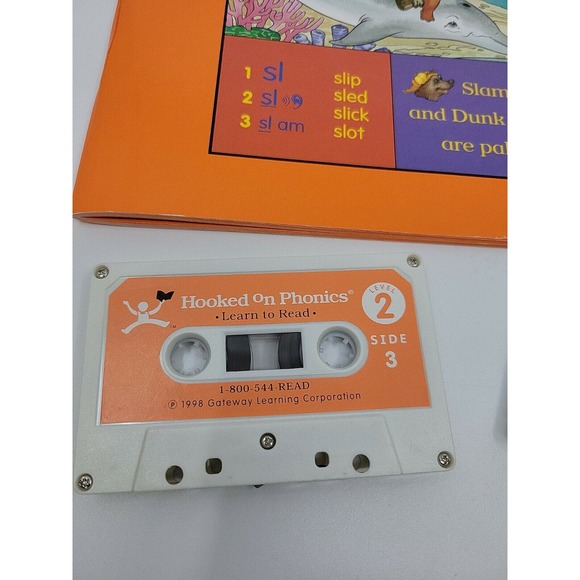 1 sl
2 sl
3 sl am
slip
sled
slick
slot
Slam
and Dunk
are pal
Hooked on Phonics®
• Learn to Read •
LEVEL
2
SIDE
3
TM
1-800-544-READ
℗ 1998 Gateway Learning Corporation